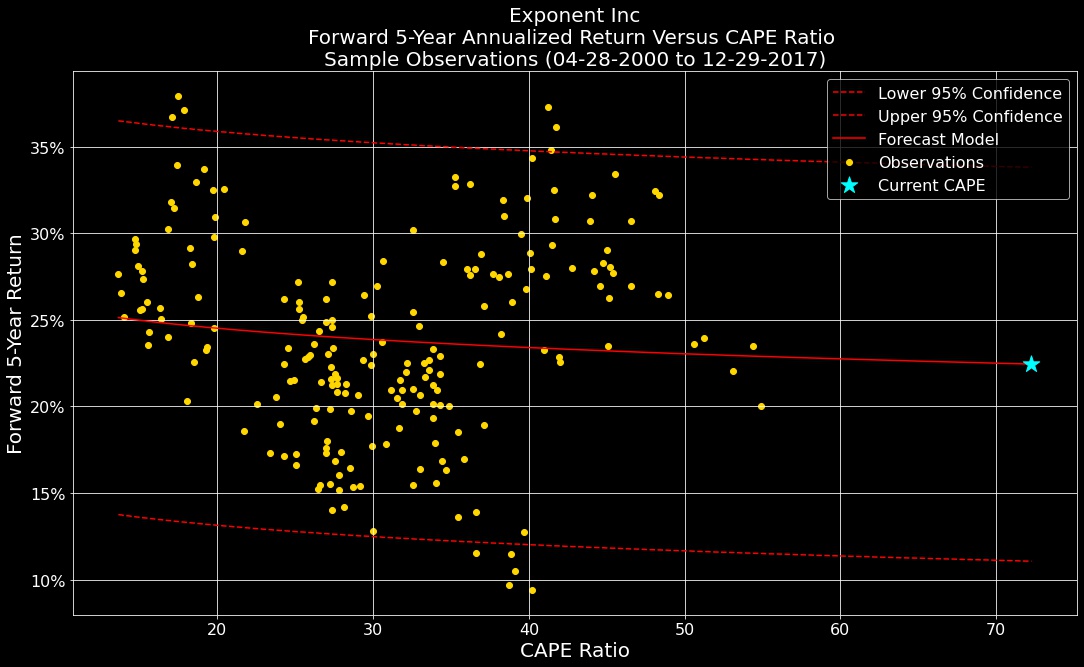 Exponent Inc
Forward 5-Year Annualized Return Versus CAPE Ratio
Sample Observations (04-28-2000 to 12-29-2017)
Lower 95% Confidence
Upper 95% Confidence
Forecast Model
Observations
Current CAPE
Forward 5-Year Return
35%
30%
25%
20%
15%
10%
20 30 40 50 60 70
CAPE Ratio